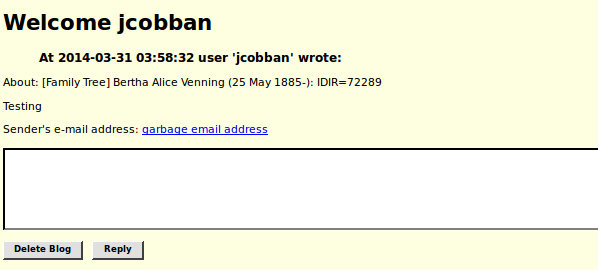 Welcome jcobban
At 2014-03-31 03:58:32 user 'jcobban' wrote:
About: [Family Tree] Bertha Alice Venning (25 May 1885-): IDIR=72289
Testing
Sender's e-mail address: garbage email address
Delete Blog Reply